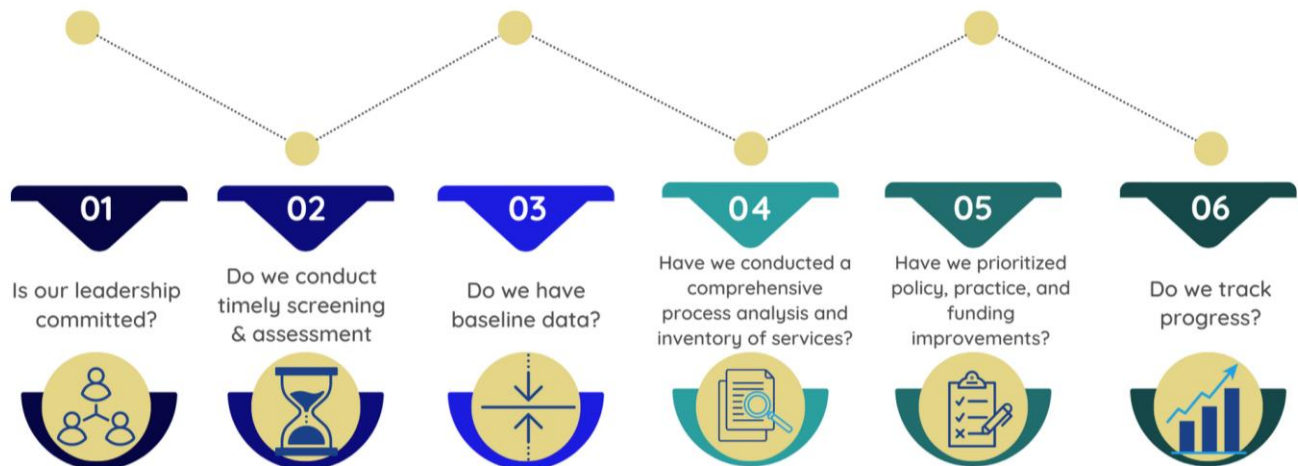 01
Is our leadership
committed?
02
Do we conduct
timely screening
& assessment
03
Do we have
baseline data?
04
Have we conducted a
comprehensive
process analysis and
inventory of services?
05
Have we prioritized
policy, practice, and
funding
improvements?
06
Do we track
progress?